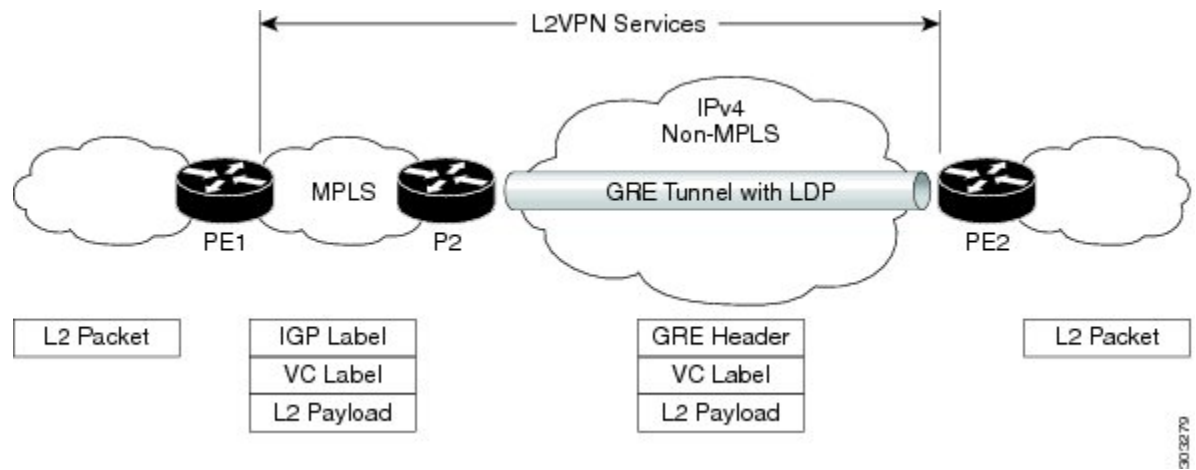 L2VPN Services
IPv4
Non-MPLS
MPLS
GRE Tunnel with LDP
PE1
P2
PE2
L2 Packet
IGP Label
VC Label
L2 Payload
GRE Header
VC Label
L2 Payload
L2 Packet
303279